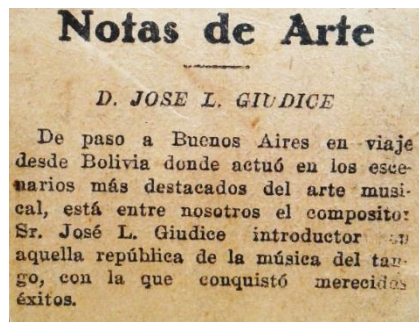 Notas de Arte
D. JOSE L. GIUDICE
De paso a Buenos Aires en viaje
desde Bolivia donde actuó en los esce-
narios más destacados del arte musi-
cal, está entre nosotros el compositor
Sr. José L. Giudice introductor en
aquella república de la música del tan-
go, con la que conquistó merecidos
éxitos.